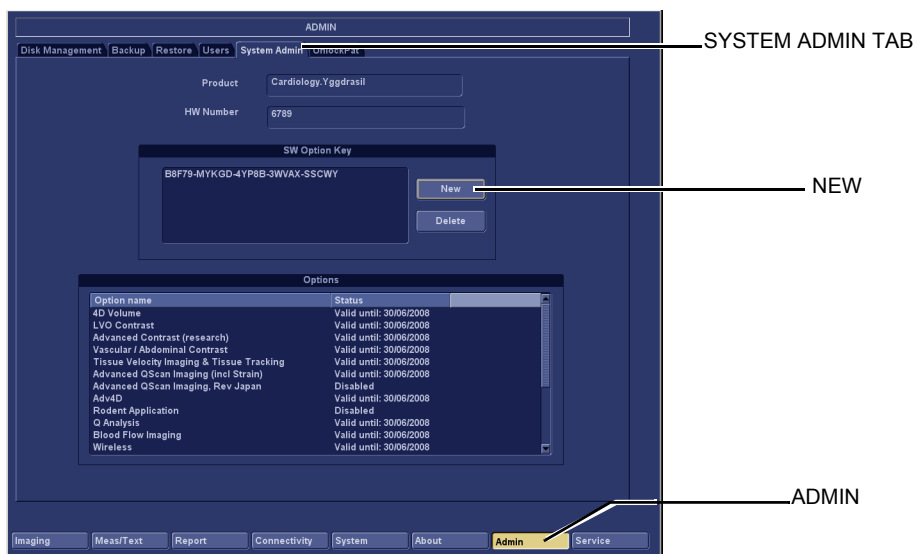 ADMIN
Disk Management Backup Restore Users System Admin UnlockPat
SYSTEM ADMIN TAB
Product Cardiology.Yggdrasil
HW Number 6789
SW Option Key
B8F79-MYKGD-4YP8B-3WVAX-SSCWY
New
NEW
Delete
Options
Option name Status
4D Volume Valid until: 30/06/2008
LVO Contrast Valid until: 30/06/2008
Advanced Contrast (research) Valid until: 30/06/2008
Vascular / Abdominal Contrast Valid until: 30/06/2008
Tissue Velocity Imaging & Tissue Tracking Valid until: 30/06/2008
Advanced QScan Imaging (incl Strain) Valid until: 30/06/2008
Advanced QScan Imaging, Rev Japan Disabled
Adv4D Valid until: 30/06/2008
Rodent Application Disabled
Q Analysis Valid until: 30/06/2008
Blood Flow Imaging Valid until: 30/06/2008
Wireless Valid until: 30/06/2008
ADMIN
Imaging Meas/Text Report Connectivity System About Admin Service